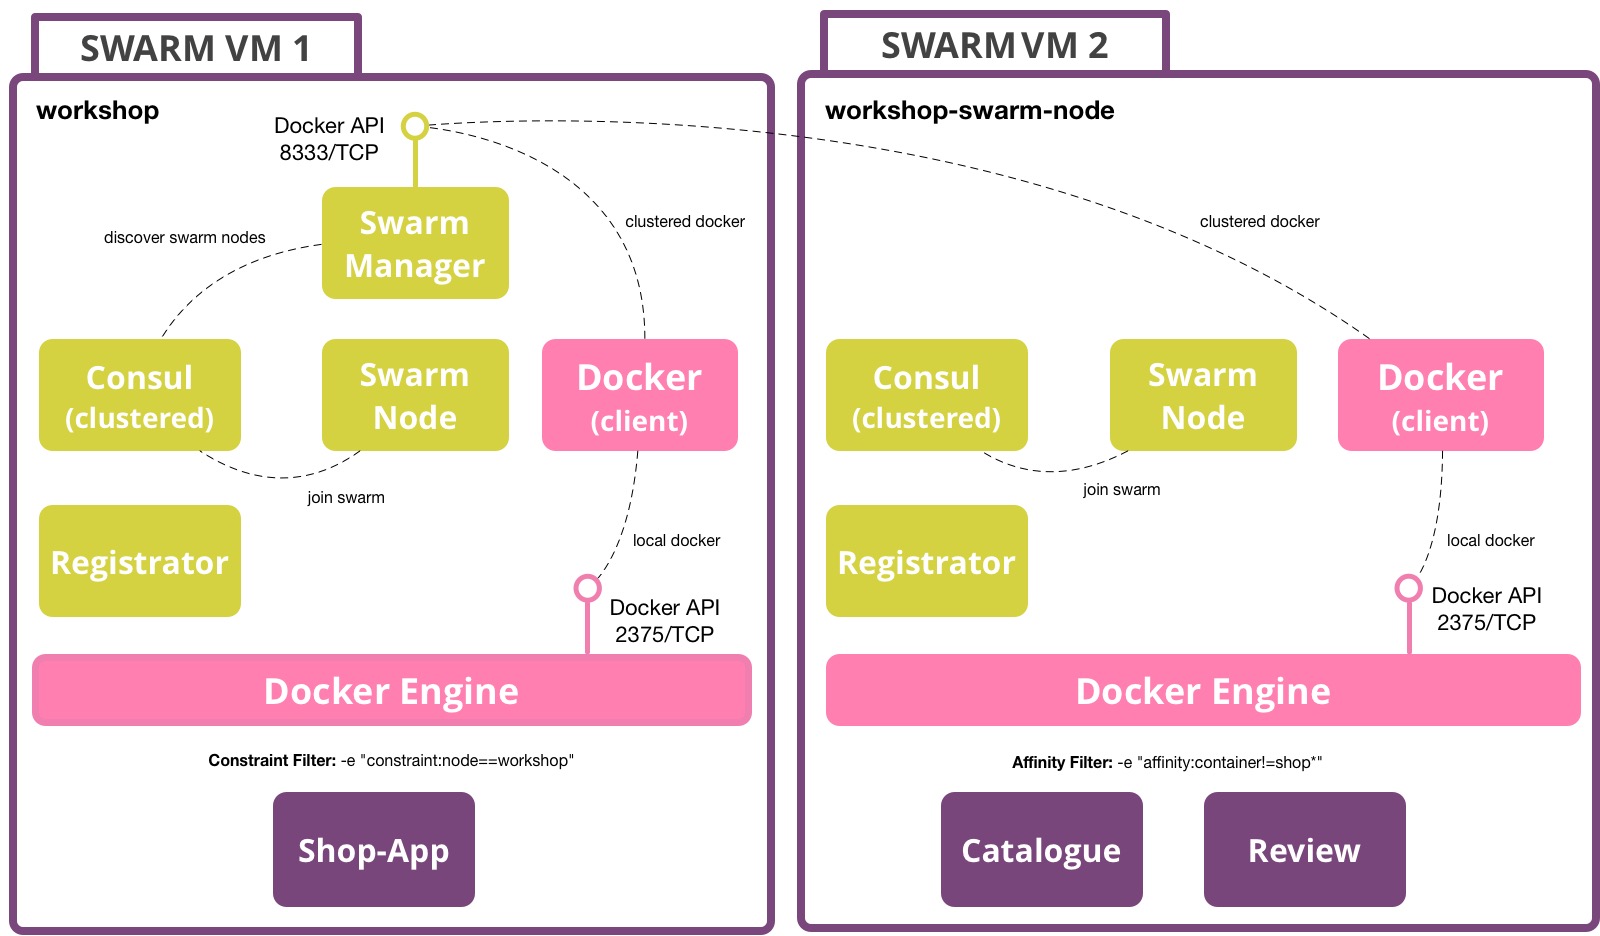 SWARM VM 1
workshop
Docker API
8333/TCP
Swarm
Manager
clustered docker
discover swarm nodes
Consul
(clustered)
Swarm
Node
Docker
(client)
join swarm
Registrator
local docker
Docker API
2375/TCP
Docker Engine
Constraint Filter: -e "constraint:node==workshop"
Shop-App
SWARM VM 2
workshop-swarm-node
clustered docker
Consul
(clustered)
Swarm
Node
Docker
(client)
join swarm
Registrator
local docker
Docker API
2375/TCP
Docker Engine
Affinity Filter: -e "affinity:container!=shop*"
Catalogue
Review